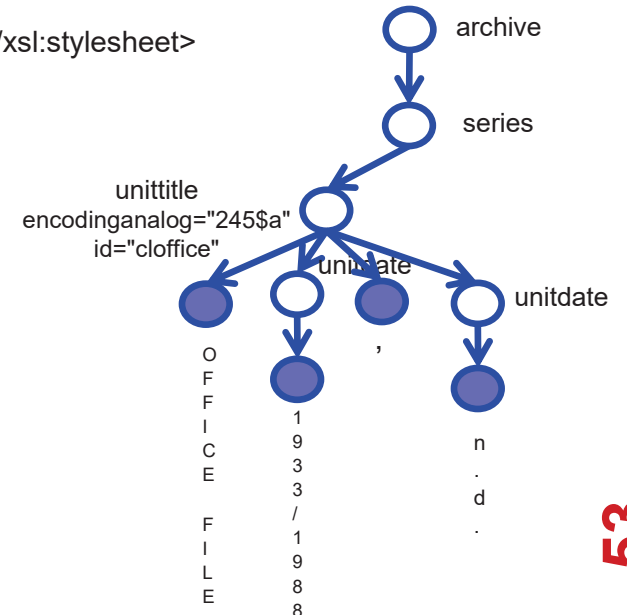 /xsl:stylesheet>
archive
series
unittitle
encodinganalog="245$a"
id="cloffice"
unitdate
unitdate
,
OFFICE FILE
1933/1988
n.d.
53